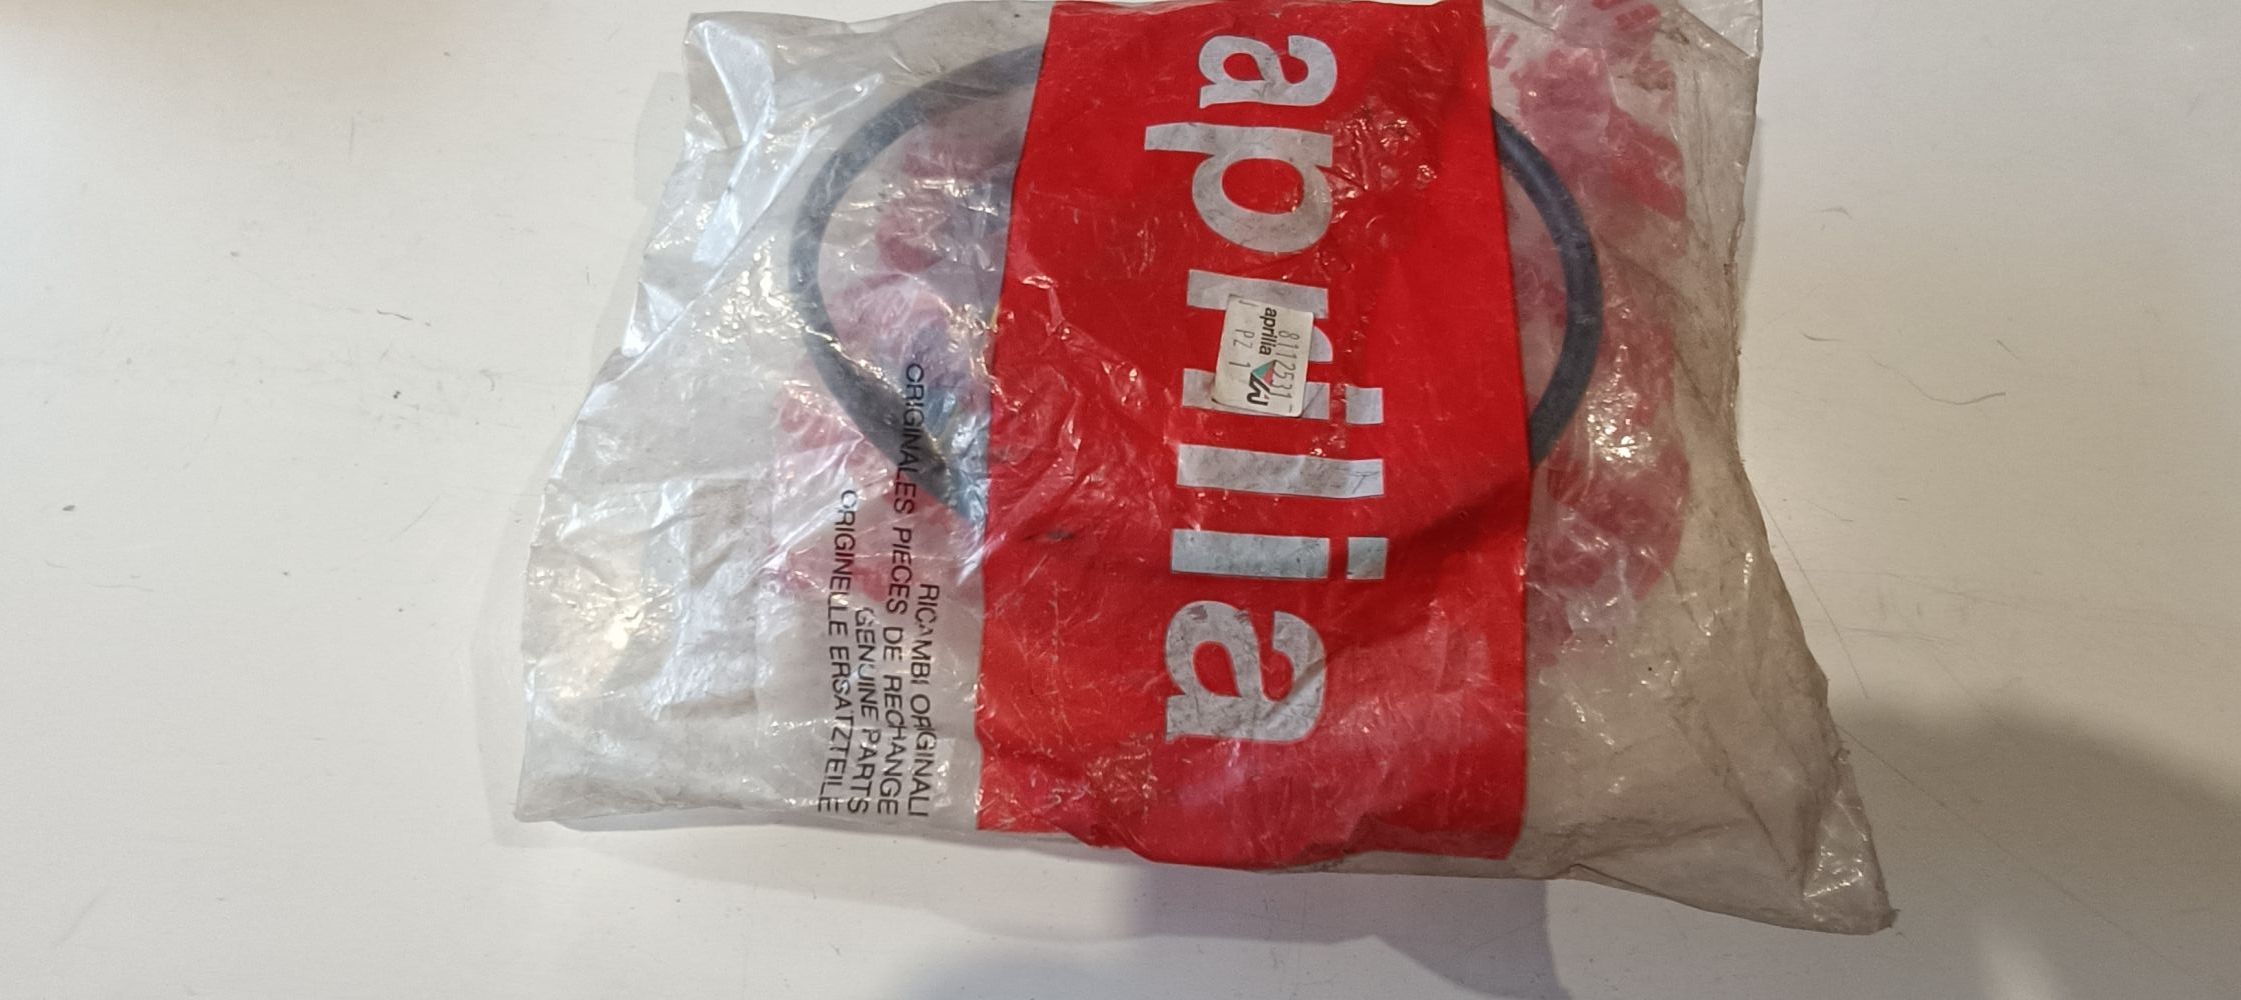 aprilia
8112531
aprilia
PZ 1
RICAMBI ORIGINALI
ORIGINALES PIECES DE RECHANGE
GENUINE PARTS
ORIGINELLE ERSATZTEILE